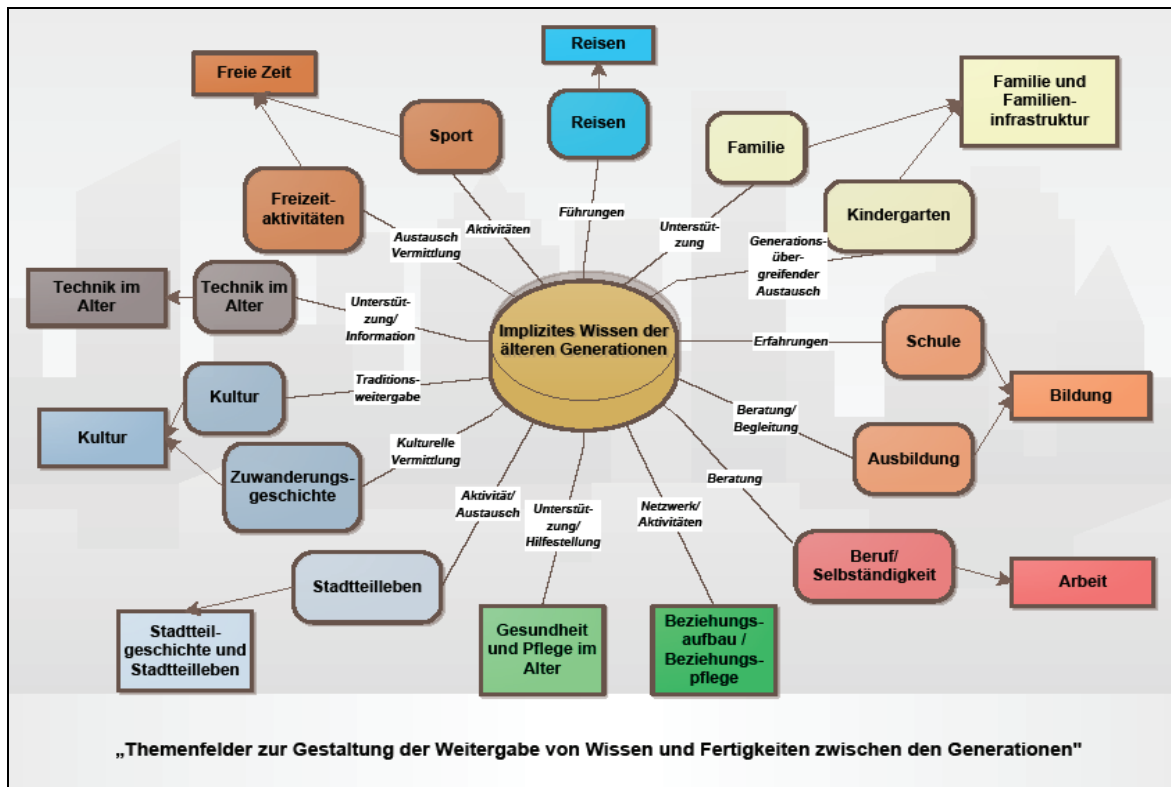 Reisen
Freie Zeit
Familie und
Familien-
infrastruktur
Sport
Reisen
Familie
Freizeit-
aktivitäten
Kindergarten
Führungen
Aktivitäten
Unterstüt-
zung
Austausch
Vermittlung
Generations-
über-
greifender
Austausch
Technik im
Alter
Technik im
Alter
Unterstüt-
zung/
Information
Implizites Wissen der
älteren Generationen
Erfahrungen
Schule
Bildung
Kultur
Kultur
Traditions-
weitergabe
Beratung/
Begleitung
Ausbildung
Zuwanderungs-
geschichte
Kulturelle
Vermittlung
Beratung
Aktivität/
Austausch
Unterstüt-
zung/
Hilfestellung
Netzwerk/
Aktivitäten
Beruf/
Selbständigkeit
Arbeit
Stadtteilleben
Stadtteil-
geschichte und
Stadtteilleben
Gesundheit
und Pflege im
Alter
Beziehungs-
aufbau /
Beziehungs-
pflege
„Themenfelder zur Gestaltung der Weitergabe von Wissen und Fertigkeiten zwischen den Generationen"